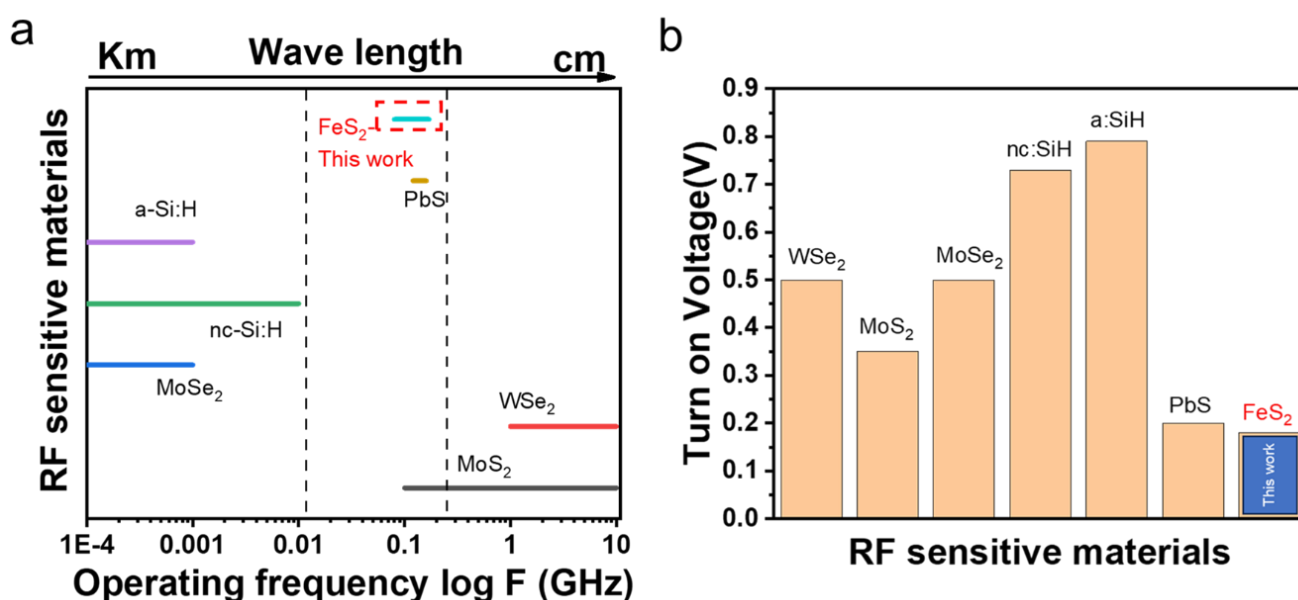 a
Km Wave length cm
RF sensitive materials
FeS₂-
This work
PbS
a-Si:H
nc-Si:H
MoSe₂
WSe₂
MoS₂
1E-4 0.001 0.01 0.1 1 10
Operating frequency log F (GHz)
b
Turn on Voltage(V)
0.9
0.8
0.7
0.6
0.5
0.4
0.3
0.2
0.1
0.0
WSe₂
MoS₂
MoSe₂
nc:SiH
a:SiH
PbS
FeS₂
This work
RF sensitive materials